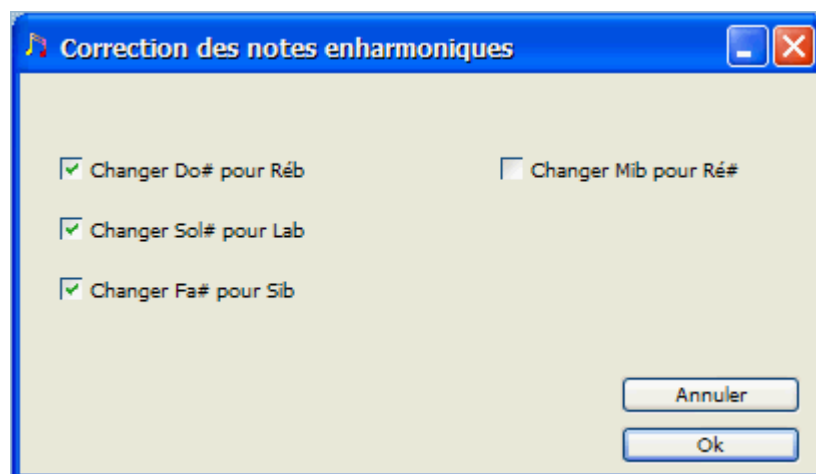 Correction des notes enharmoniques
Changer Do# pour Réb
Changer Mib pour Ré#
Changer Sol# pour Lab
Changer Fa# pour Sib
Annuler
Ok